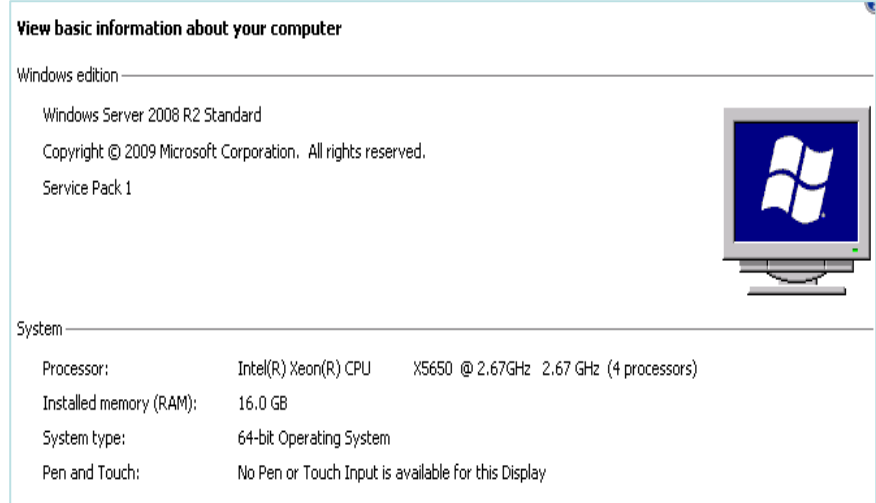 View basic information about your computer
Windows edition
Windows Server 2008 R2 Standard
Copyright © 2009 Microsoft Corporation. All rights reserved.
Service Pack 1
System
Processor: Intel(R) Xeon(R) CPU X5650 @ 2.67GHz 2.67 GHz (4 processors)
Installed memory (RAM): 16.0 GB
System type: 64-bit Operating System
Pen and Touch: No Pen or Touch Input is available for this Display